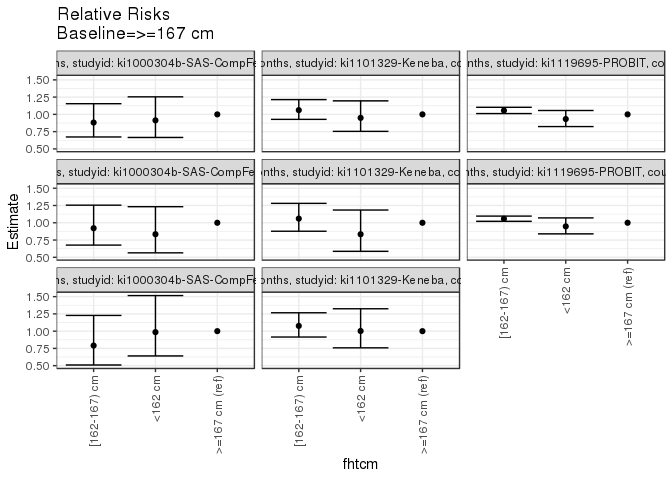 Relative Risks
Baseline=>=167 cm
hs, studyid: ki1000304b-SAS-CompFe
onths, studyid: ki1101329-Keneba, co
nths, studyid: ki1119695-PROBIT, cou
1.50
1.25
1.00
0.75
0.50
s, studyid: ki1000304b-SAS-CompFe
onths, studyid: ki1101329-Keneba, co
nths, studyid: ki1119695-PROBIT, cou
1.50
1.25
1.00
0.75
0.50
s, studyid: ki1000304b-SAS-CompFe
onths, studyid: ki1101329-Keneba, co
1.50
1.25
1.00
0.75
0.50
Estimate
[162-167) cm
<162 cm
>=167 cm (ref)
[162-167) cm
<162 cm
>=167 cm (ref)
[162-167) cm
<162 cm
>=167 cm (ref)
fhtcm